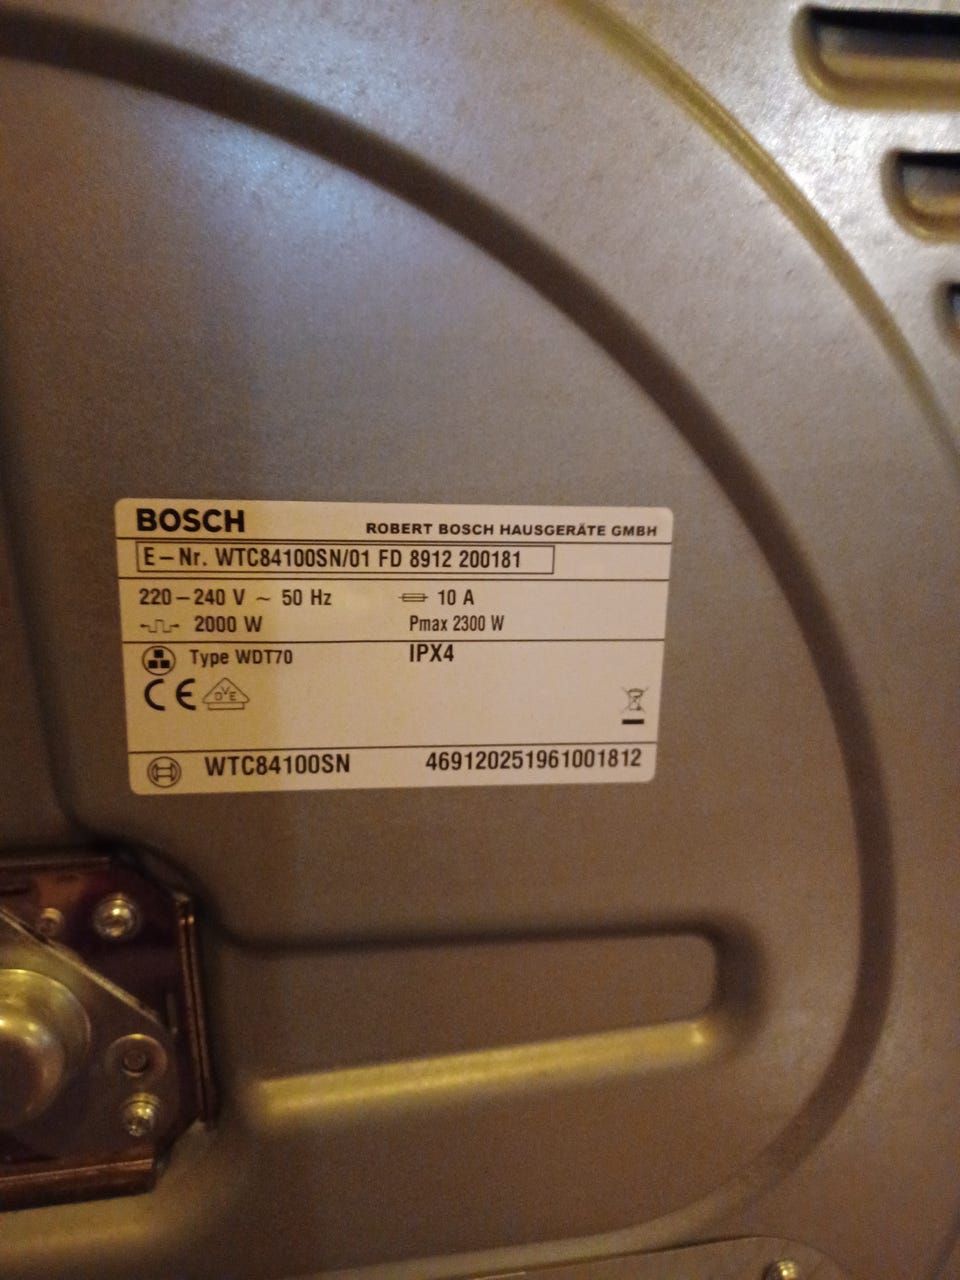 BOSCH ROBERT BOSCH HAUSGERÄTE GMBH
E-Nr. WTC84100SN/01 FD 8912 200181
220-240 V ~ 50 Hz 10 A
2000 W Pmax 2300 W
Type WDT70 IPX4
CE DVE
WTC84100SN 469120251961001812